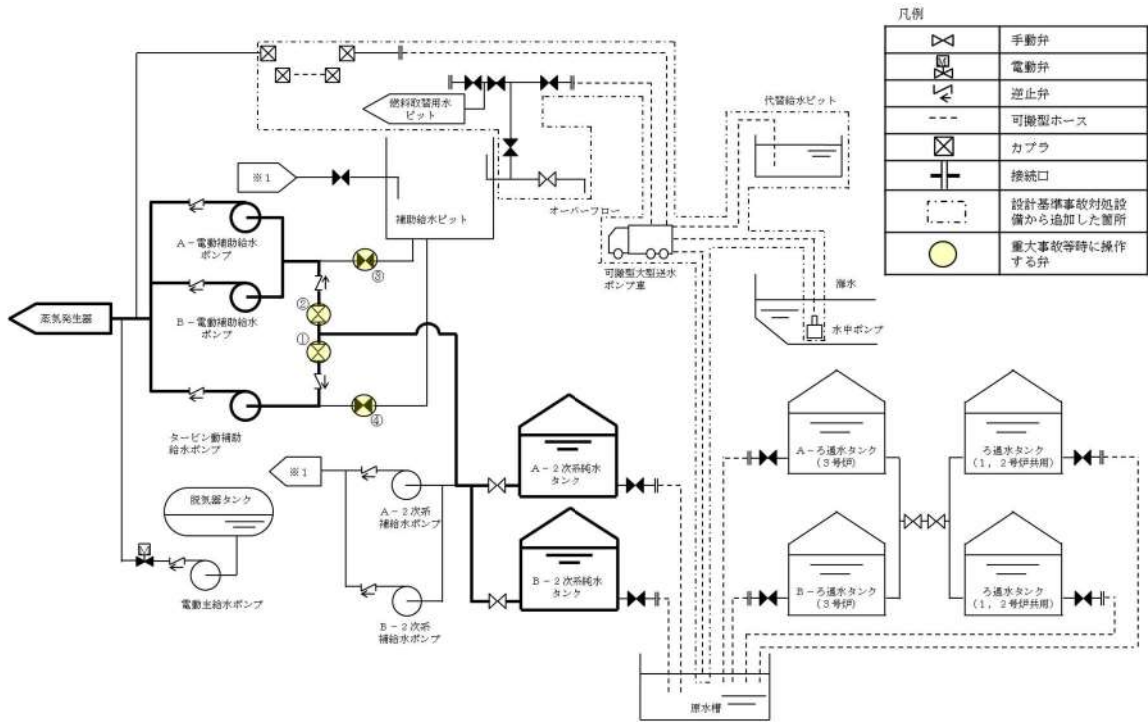 凡例
手動弁
M
電動弁
逆止弁
可搬型ホース
カプラ
接続口
設計基準事故対処設
備から追加した箇所
重大事故等時に操作
する弁
燃料取替用水
ピット
代替給水ピット
※1
補助給水ピット
オーバーフロー
可搬型大型送水
ポンプ車
海水
水中ポンプ
A-電動補助給水
ポンプ
③
②
B-電動補助給水
ポンプ
①
蒸気発生器
④
タービン動補助
給水ポンプ
※1
脱気器タンク
M
電動主給水ポンプ
A-2次系
補給水ポンプ
B-2次系
補給水ポンプ
A-2次系純水
タンク
B-2次系純水
タンク
A-ろ過水タンク
(3号炉)
ろ過水タンク
(1,2号炉共用)
B-ろ過水タンク
(3号炉)
ろ過水タンク
(1,2号炉共用)
原水槽